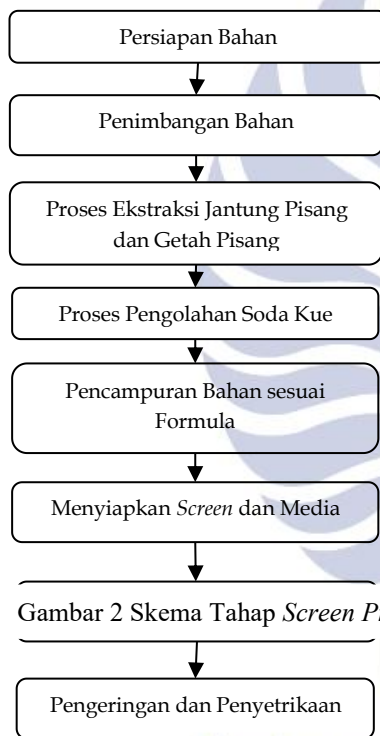 Persiapan Bahan
Penimbangan Bahan
Proses Ekstraksi Jantung Pisang
dan Getah Pisang
Proses Pengolahan Soda Kue
Pencampuran Bahan sesuai
Formula
Menyiapkan Screen dan Media
Gambar 2 Skema Tahap Screen
Pengeringan dan Penyetrikaan